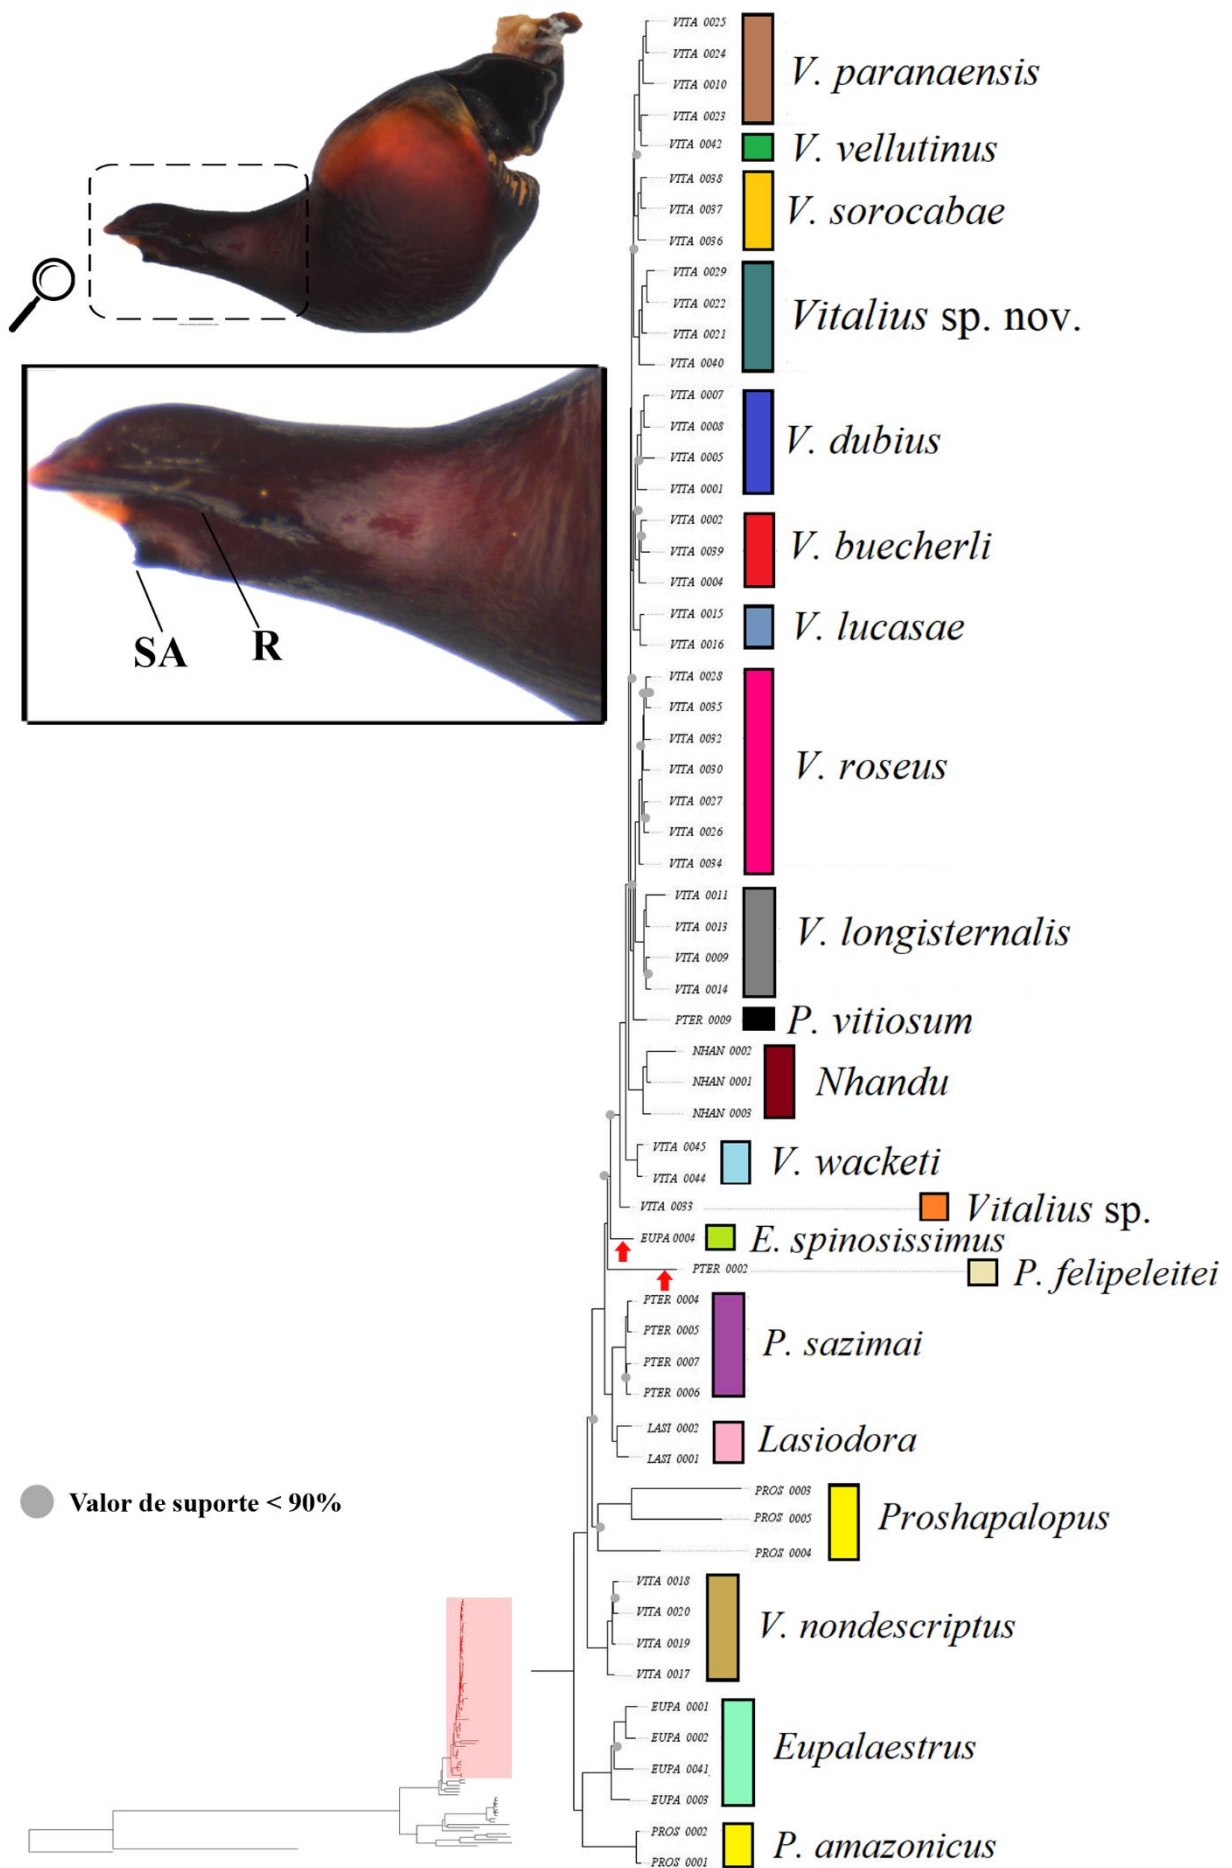 VITA 0025
VITA 0024
VITA 0010
VITA 0023
V. paranaensis
VITA 0042
V. vellutinus
VITA 0038
VITA 0037
VITA 0036
V. sorocabae
VITA 0029
VITA 0022
VITA 0021
VITA 0040
Vitalius sp. nov.
VITA 0007
VITA 0008
VITA 0005
VITA 0001
V. dubius
VITA 0002
VITA 0039
VITA 0004
V. buecherli
VITA 0015
VITA 0016
V. lucasae
SA
R
VITA 0028
VITA 0035
VITA 0032
VITA 0030
VITA 0027
VITA 0026
VITA 0034
V. roseus
VITA 0011
VITA 0013
VITA 0009
VITA 0014
V. longisternalis
PTER 0009
P. vitiosum
NHAN 0002
NHAN 0001
NHAN 0003
Nhandu
VITA 0045
VITA 0044
V. wacketi
VITA 0033
Vitalius sp.
EUPA 0004
E. spinosissimus
PTER 0002
P. felipeleitei
PTER 0004
PTER 0005
PTER 0007
PTER 0006
P. sazimai
LASI 0002
LASI 0001
Lasiodora
Valor de suporte < 90%
PROS 0003
PROS 0005
PROS 0004
Proshapalopus
VITA 0018
VITA 0020
VITA 0019
VITA 0017
V. nondescriptus
EUPA 0001
EUPA 0002
EUPA 0041
EUPA 0003
Eupalaestrus
PROS 0002
PROS 0001
P. amazonicus